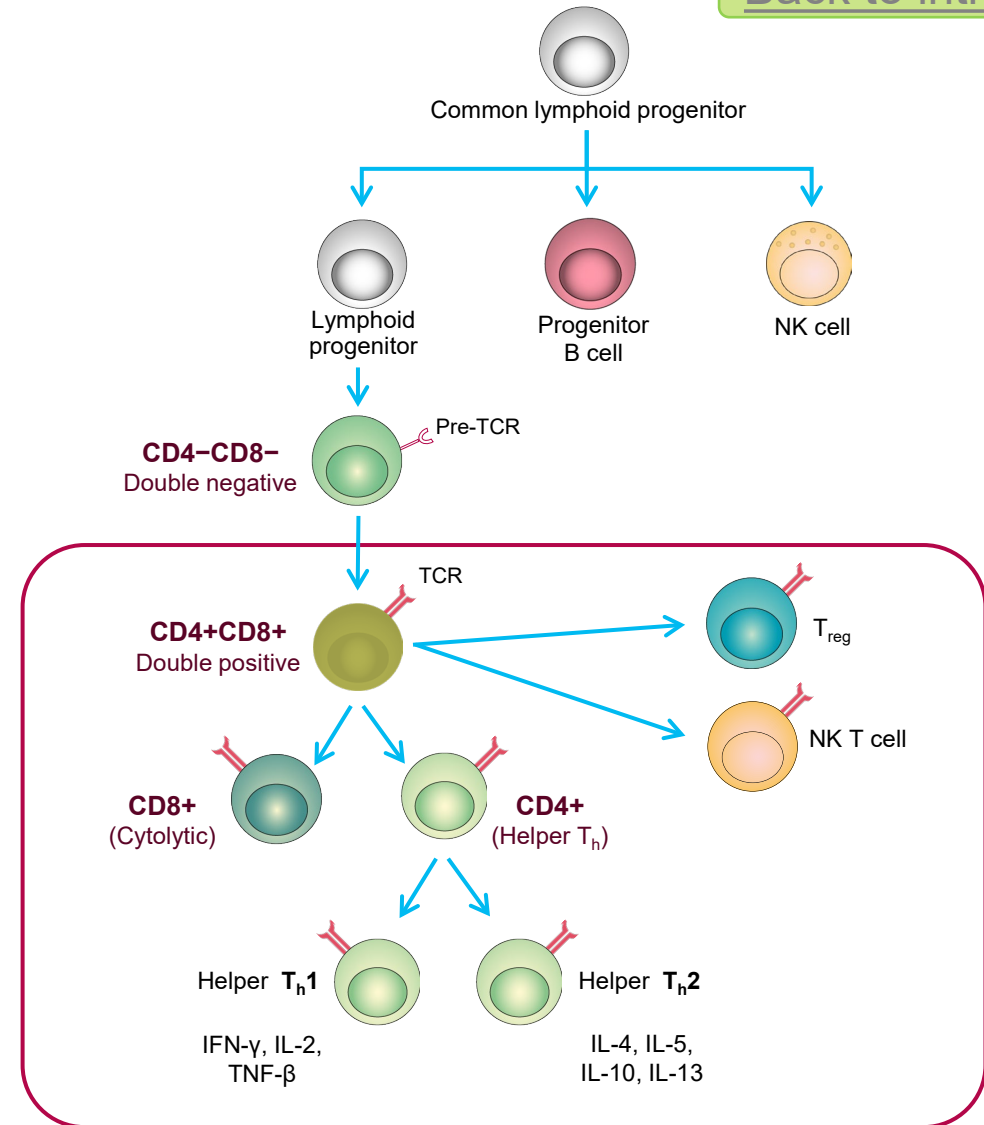 Back to
Common lymphoid progenitor
Lymphoid
progenitor
Progenitor
B cell
NK cell
Pre-TCR
CD4−CD8−
Double negative
TCR
CD4+CD8+
Double positive
Treg
NK T cell
CD8+
(Cytolytic)
CD4+
(Helper Th)
Helper Th1
IFN-γ, IL-2,
TNF-β
Helper Th2
IL-4, IL-5,
IL-10, IL-13